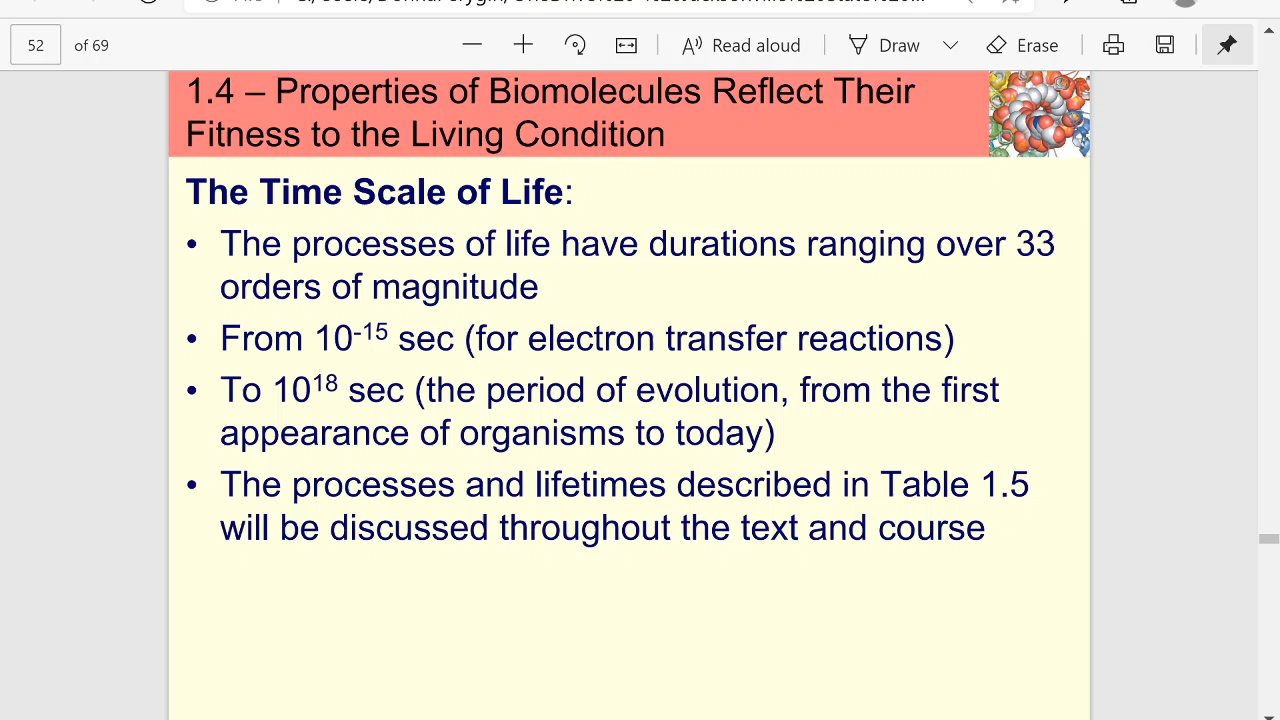 52 of 69 Read aloud Draw Erase
1.4 – Properties of Biomolecules Reflect Their
Fitness to the Living Condition
The Time Scale of Life:
• The processes of life have durations ranging over 33
orders of magnitude
• From 10⁻¹⁵ sec (for electron transfer reactions)
• To 10¹⁸ sec (the period of evolution, from the first
appearance of organisms to today)
• The processes and lifetimes described in Table 1.5
will be discussed throughout the text and course